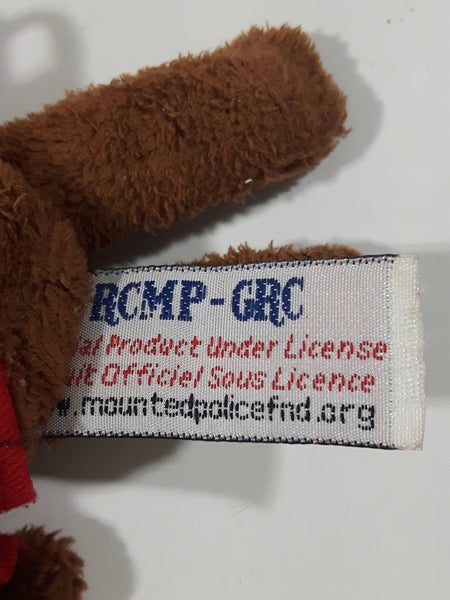 RCMP-GRC
al Product Under License
it Officiel Sous Licence
w.mountedpolicefnd.org